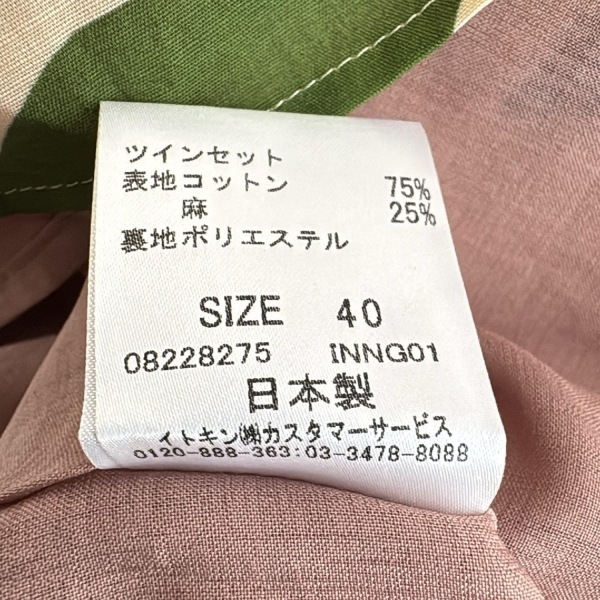 ツインセット
表地コットン 75%
麻 25%
裏地ポリエステル
SIZE 40
08228275 INNG01
日本製
イトキン㈱カスタマーサービス
0120-888-363:03-3478-8088